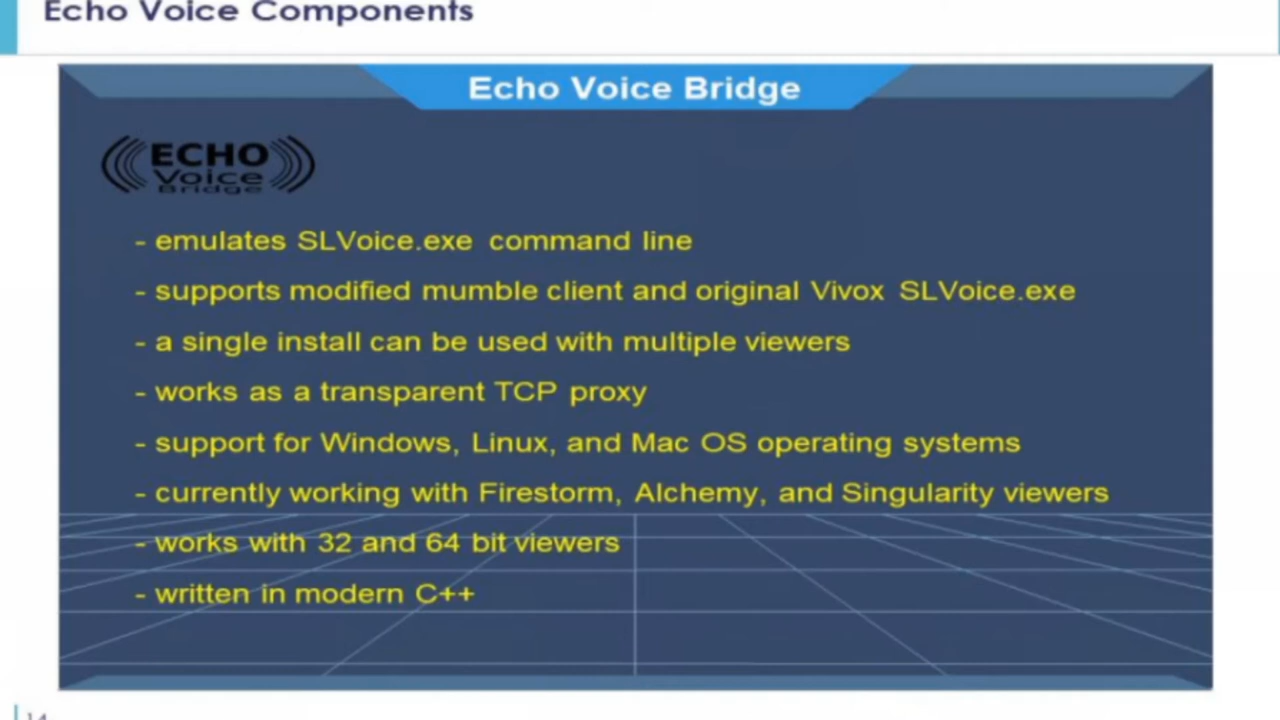 Echo Voice Components
Echo Voice Bridge
ECHO
Voice
Bridge
- emulates SLVoice.exe command line
- supports modified mumble client and original Vivox SLVoice.exe
- a single install can be used with multiple viewers
- works as a transparent TCP proxy
- support for Windows, Linux, and Mac OS operating systems
- currently working with Firestorm, Alchemy, and Singularity viewers
- works with 32 and 64 bit viewers
- written in modern C++
14